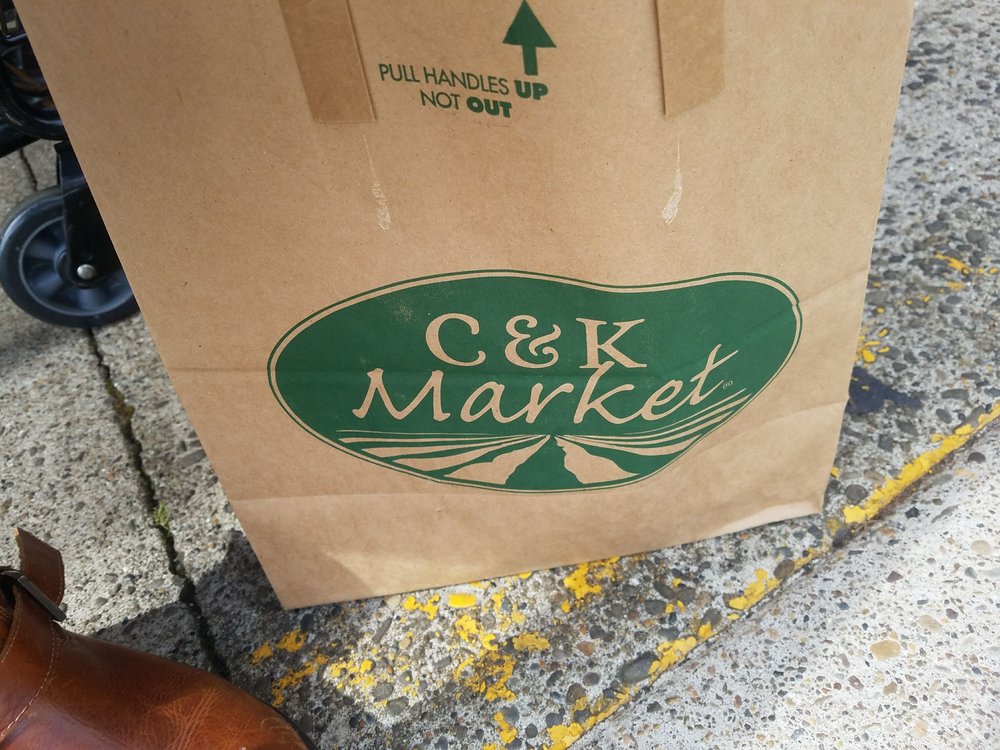 PULL HANDLES UP
NOT OUT
C & K
Market®